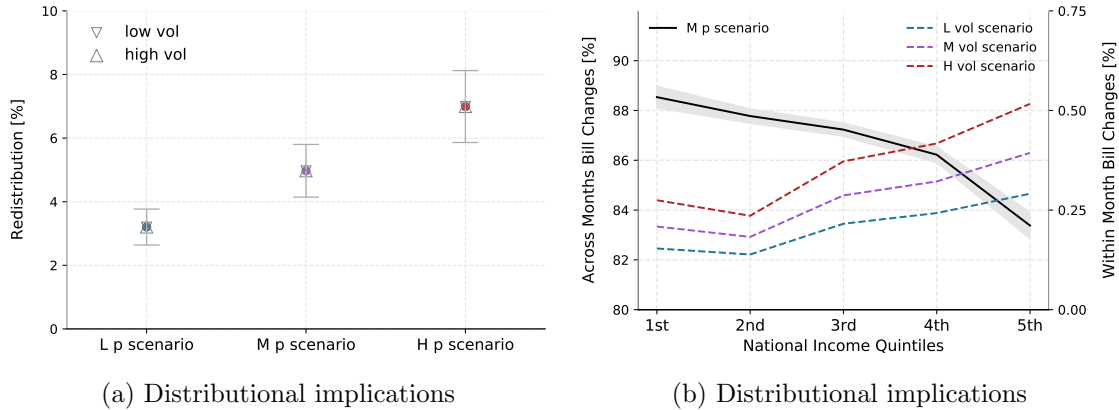 10
8
6
4
2
0
Redistribution [%]
low vol
high vol
L p scenario
M p scenario
H p scenario
(a) Distributional implications
90
88
86
84
82
80
Across Months Bill Changes [%]
M p scenario
L vol scenario
M vol scenario
H vol scenario
0.75
0.50
0.25
0.00
Within Month Bill Changes [%]
1st 2nd 3rd 4th 5th
National Income Quintiles
(b) Distributional implications